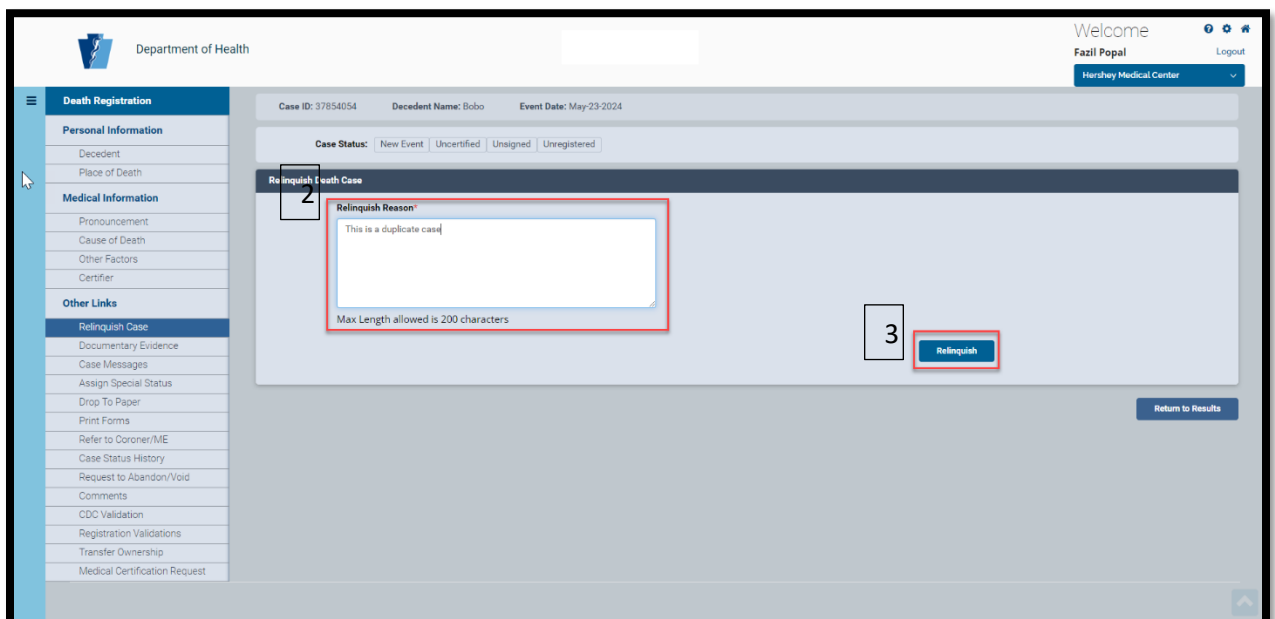 Department of Health
Welcome
Fazil Popal
Logout
Hershey Medical Center
Death Registration
Personal Information
Decedent
Place of Death
Medical Information
Pronouncement
Cause of Death
Other Factors
Certifier
Other Links
Relinquish Case
Documentary Evidence
Case Messages
Assign Special Status
Drop To Paper
Print Forms
Refer to Coroner/ME
Case Status History
Request to Abandon/Void
Comments
CDC Validation
Registration Validations
Transfer Ownership
Medical Certification Request
Case ID: 37854054 Decedent Name: Bobo Event Date: May-23-2024
Case Status: New Event Uncertified Unsigned Unregistered
Relinquish Death Case
2
Relinquish Reason*
This is a duplicate case
Max Length allowed is 200 characters
3
Relinquish
Return to Results